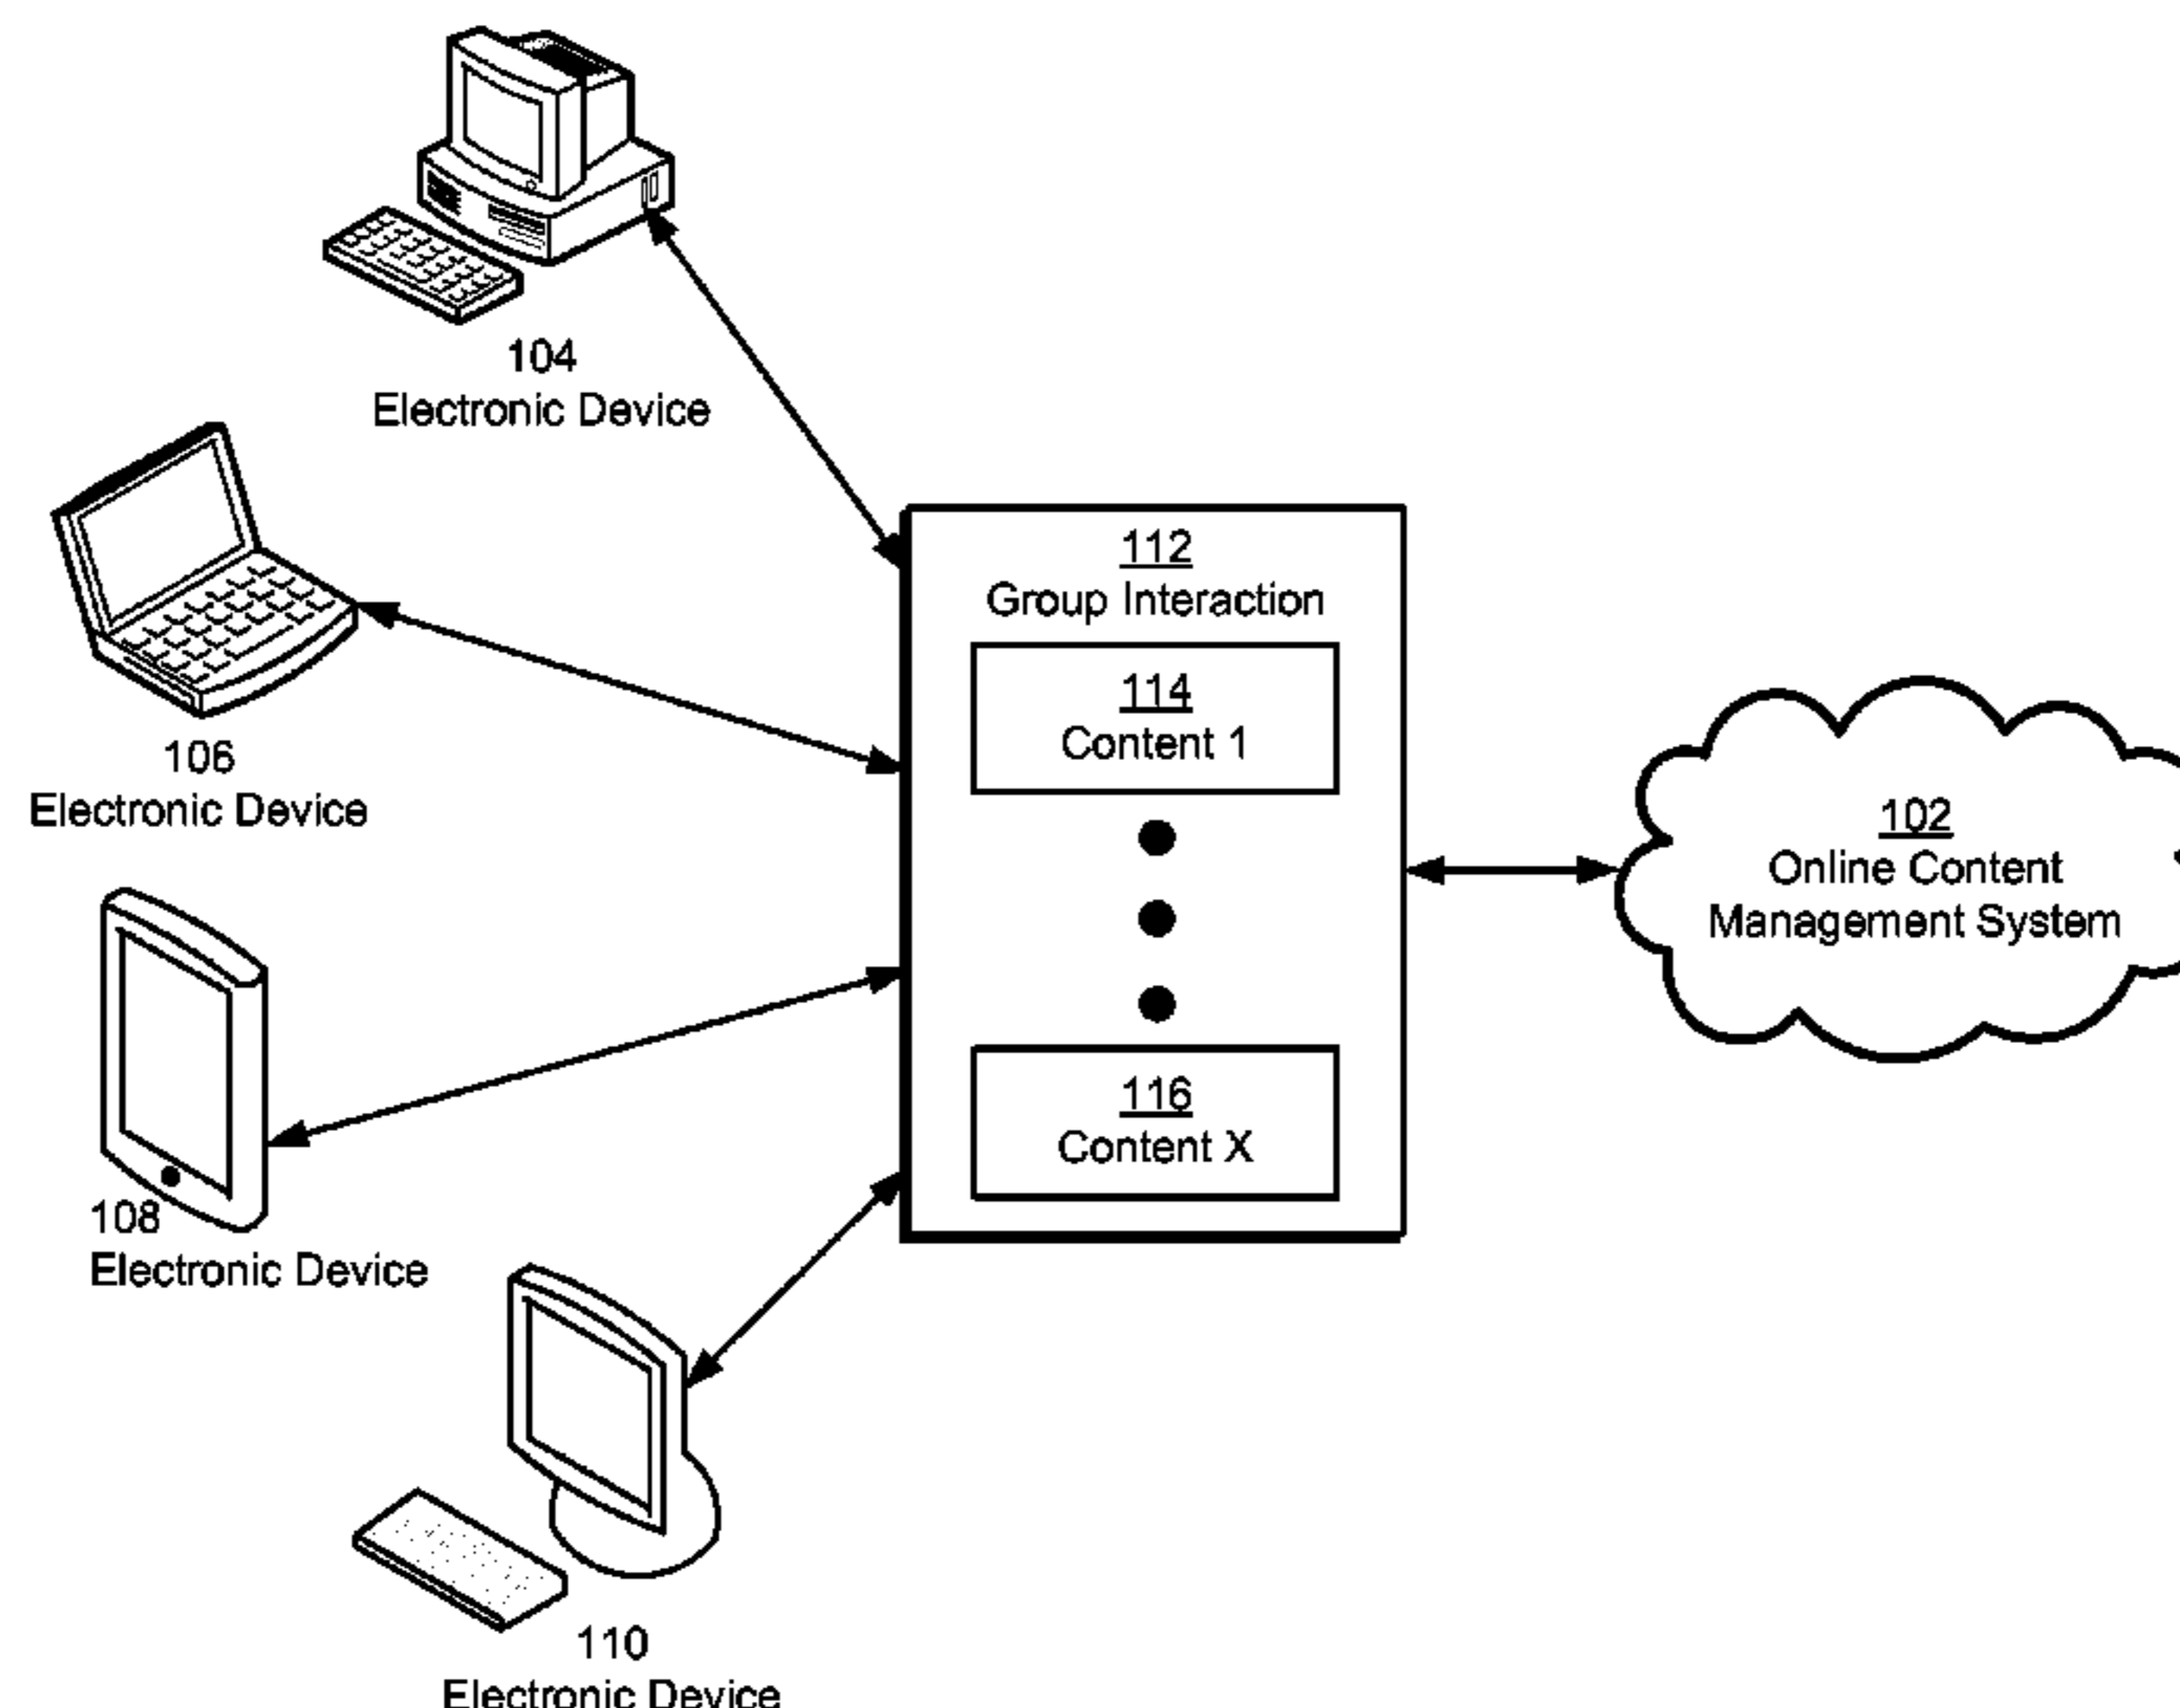 104
Electronic Device
106
Electronic Device
108
Electronic Device
110
Electronic Device
112
Group Interaction
114
Content 1
116
Content X
102
Online Content
Management System